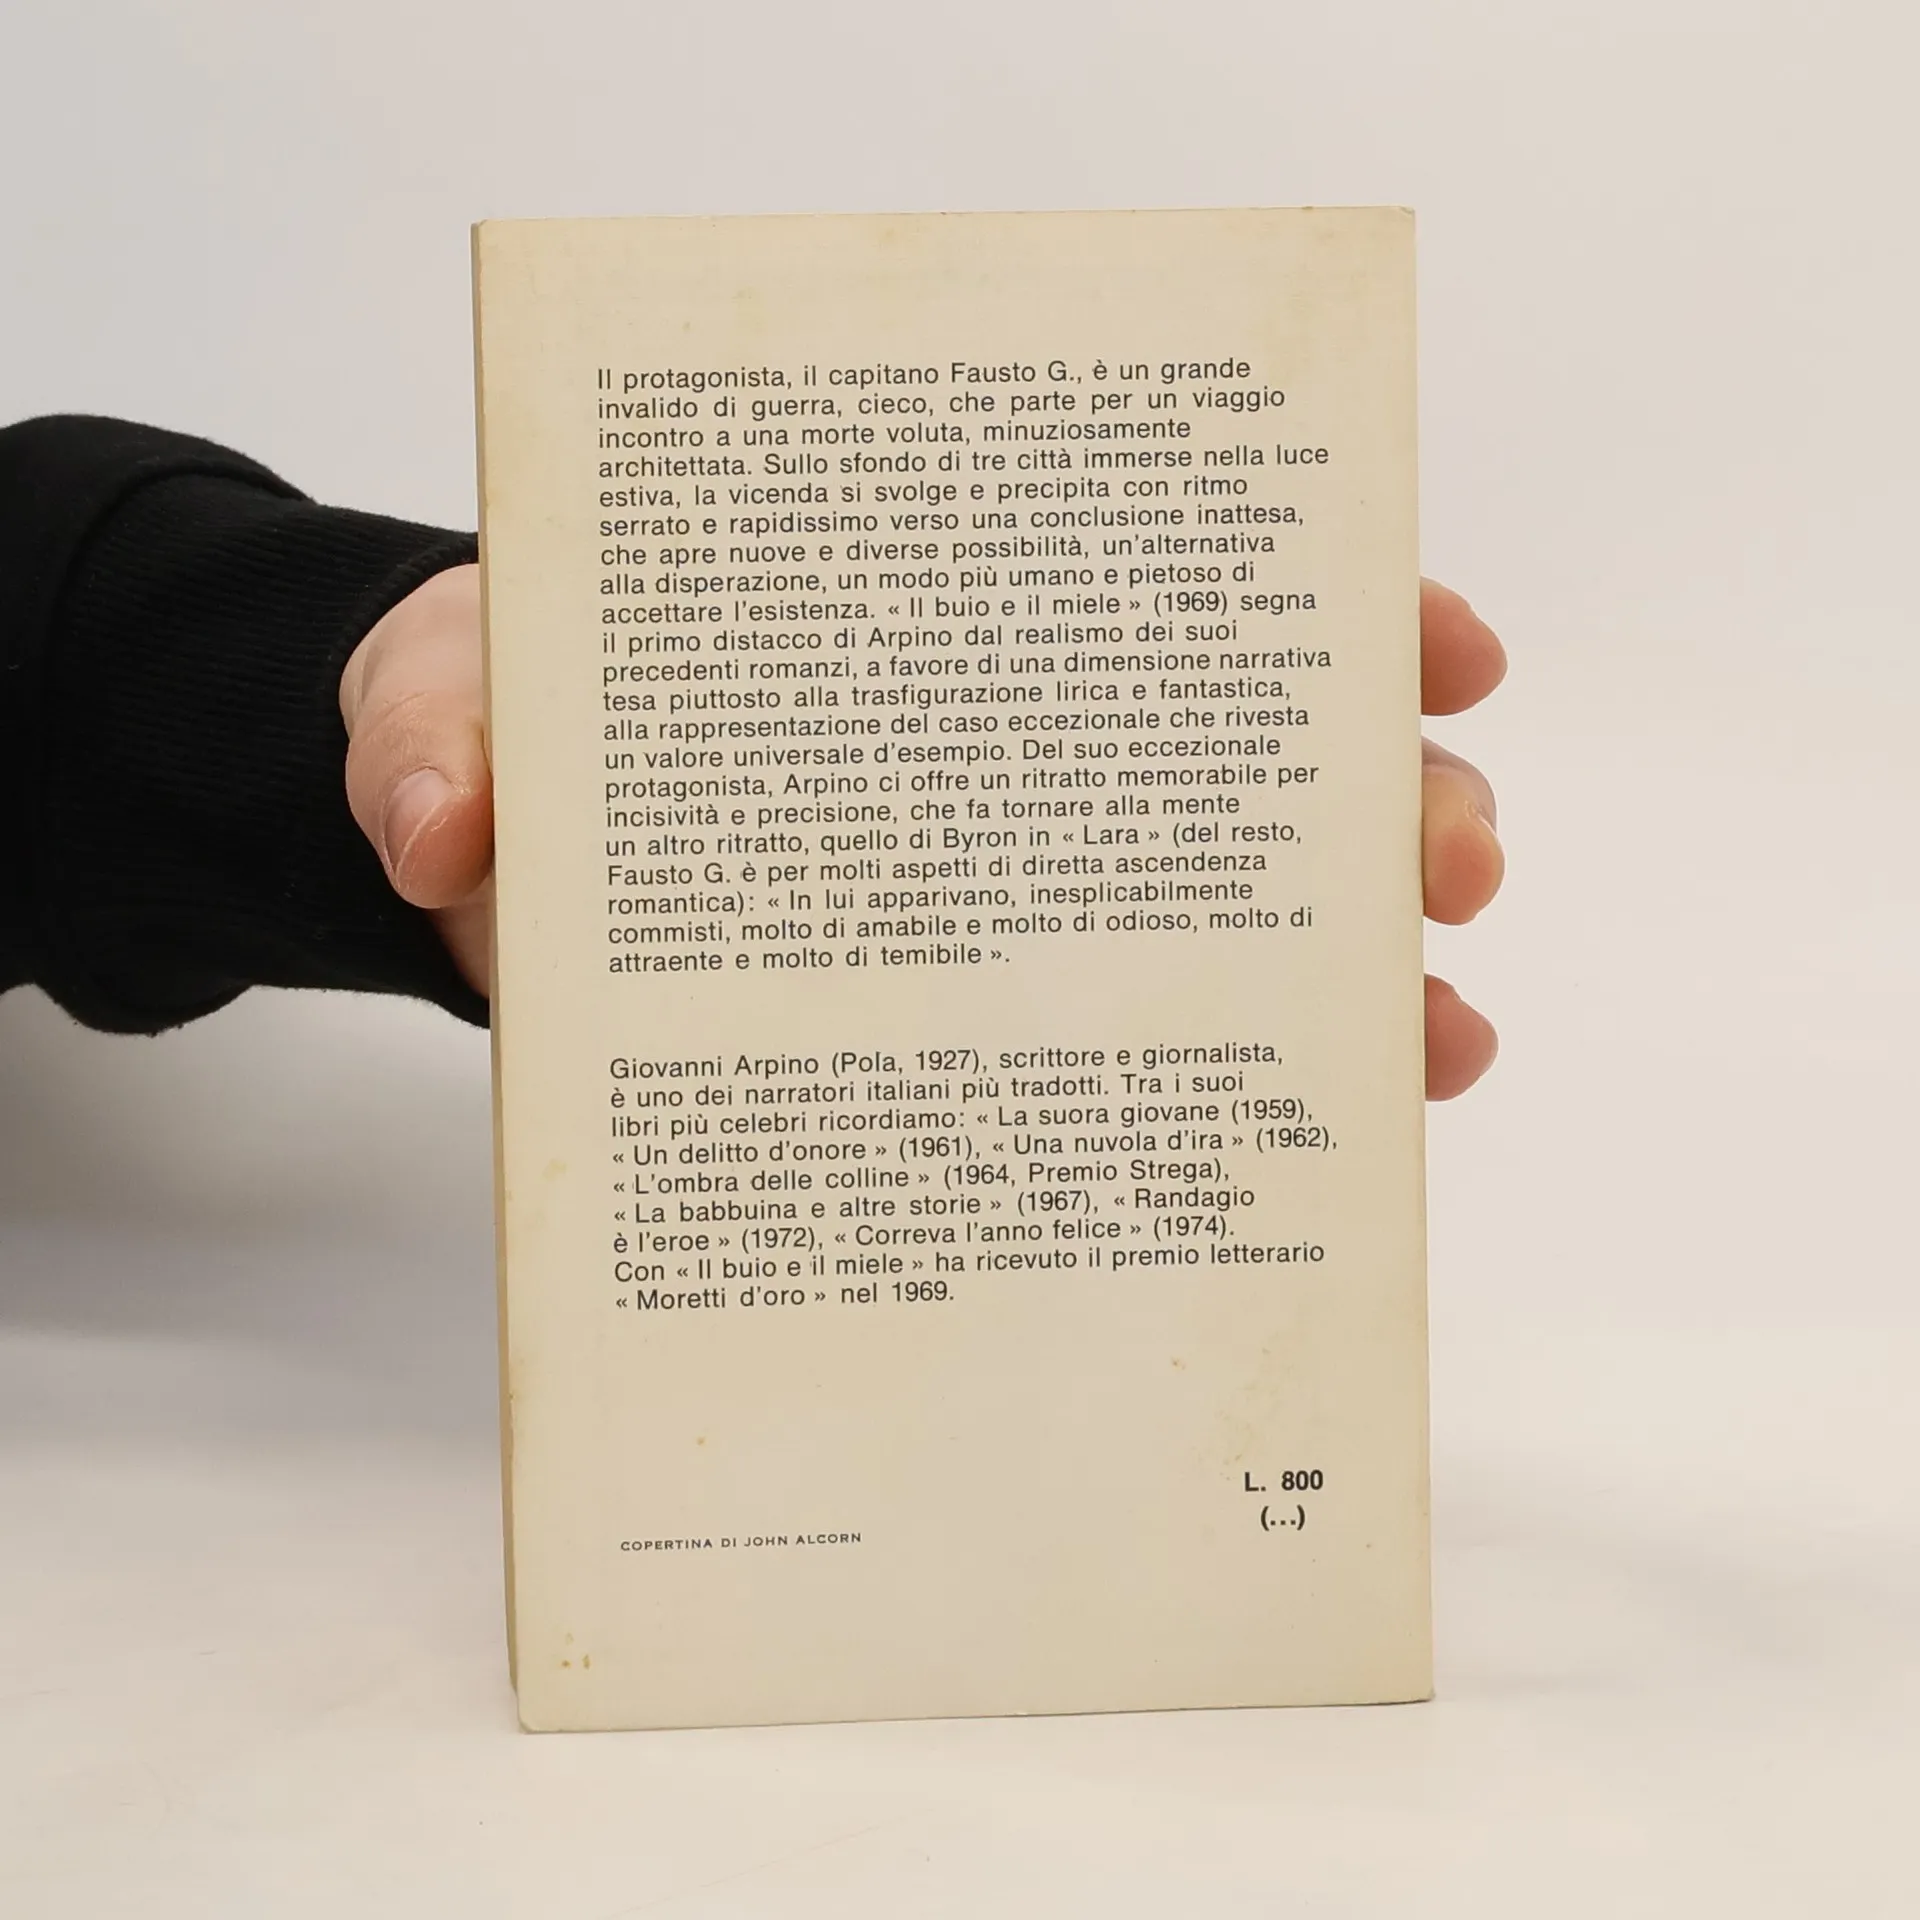 Il protagonista, il capitano Fausto G., è un grande
invalido di guerra, cieco, che parte per un viaggio
incontro a una morte voluta, minuziosamente
architettata. Sullo sfondo di tre città immerse nella luce
estiva, la vicenda si svolge e precipita con ritmo
serrato e rapidissimo verso una conclusione inattesa,
che apre nuove e diverse possibilità, un'alternativa
alla disperazione, un modo più umano e pietoso di
accettare l'esistenza. « Il buio e il miele » (1969) segna
il primo distacco di Arpino dal realismo dei suoi
precedenti romanzi, a favore di una dimensione narrativa
tesa piuttosto alla trasfigurazione lirica e fantastica,
alla rappresentazione del caso eccezionale che rivesta
un valore universale d'esempio. Del suo eccezionale
protagonista, Arpino ci offre un ritratto memorabile per
incisività e precisione, che fa tornare alla mente
un altro ritratto, quello di Byron in « Lara » (del resto,
Fausto G. è per molti aspetti di diretta ascendenza
romantica): « In lui apparivano, inesplicabilmente
commisti, molto di amabile e molto di odioso, molto di
attraente e molto di temibile ».
Giovanni Arpino (Pola, 1927), scrittore e giornalista,
è uno dei narratori italiani più tradotti. Tra i suoi
libri più celebri ricordiamo: « La suora giovane (1959),
« Un delitto d'onore » (1961), « Una nuvola d'ira » (1962),
« L'ombra delle colline » (1964, Premio Strega),
« La babbuina e altre storie » (1967), « Randagio
è l'eroe » (1972), « Correva l'anno felice » (1974).
Con « Il buio e il miele » ha ricevuto il premio letterario
« Moretti d'oro » nel 1969.
L. 800
(...)
COPERTINA DI JOHN ALCORN